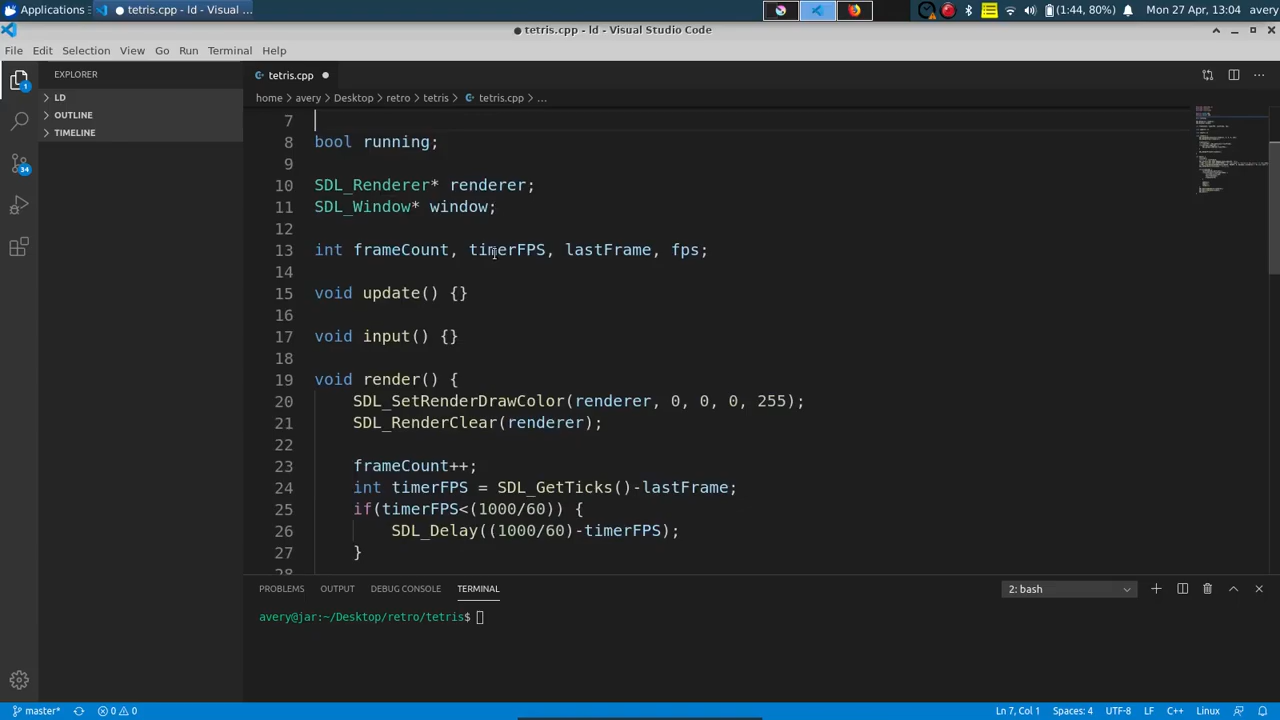 Applications
tetris.cpp - ld - Visual ...
(1:44, 80%)
Mon 27 Apr, 13:04
avery
tetris.cpp - ld - Visual Studio Code
File Edit Selection View Go Run Terminal Help
EXPLORER
LD
OUTLINE
TIMELINE
1
34
tetris.cpp
home > avery > Desktop > retro > tetris > tetris.cpp > ...
7
8 bool running;
9
10 SDL_Renderer* renderer;
11 SDL_Window* window;
12
13 int frameCount, timerFPS, lastFrame, fps;
14
15 void update() {}
16
17 void input() {}
18
19 void render() {
20 SDL_SetRenderDrawColor(renderer, 0, 0, 0, 255);
21 SDL_RenderClear(renderer);
22
23 frameCount++;
24 int timerFPS = SDL_GetTicks()-lastFrame;
25 if(timerFPS<(1000/60)) {
26 SDL_Delay((1000/60)-timerFPS);
27 }
28
PROBLEMS OUTPUT DEBUG CONSOLE TERMINAL
2: bash
avery@jar:~/Desktop/retro/tetris$
master*
0 0
Ln 7, Col 1 Spaces: 4 UTF-8 LF C++ Linux